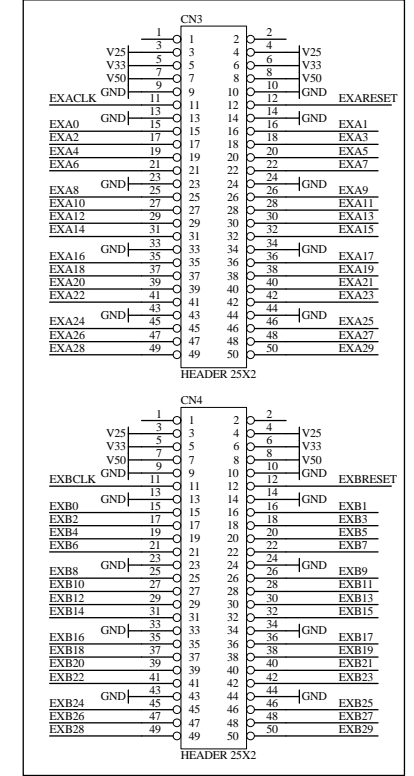 CN3
1 1 2 2
V25 3 3 4 4 V25
V33 5 5 6 6 V33
V50 7 7 8 8 V50
GND 9 9 10 10 GND
EXACLK 11 11 12 12 EXARESET
GND 13 13 14 14 GND
EXA0 15 15 16 16 EXA1
EXA2 17 17 18 18 EXA3
EXA4 19 19 20 20 EXA5
EXA6 21 21 22 22 EXA7
GND 23 23 24 24 GND
EXA8 25 25 26 26 EXA9
EXA10 27 27 28 28 EXA11
EXA12 29 29 30 30 EXA13
EXA14 31 31 32 32 EXA15
GND 33 33 34 34 GND
EXA16 35 35 36 36 EXA17
EXA18 37 37 38 38 EXA19
EXA20 39 39 40 40 EXA21
EXA22 41 41 42 42 EXA23
GND 43 43 44 44 GND
EXA24 45 45 46 46 EXA25
EXA26 47 47 48 48 EXA27
EXA28 49 49 50 50 EXA29
HEADER 25X2
CN4
1 1 2 2
V25 3 3 4 4 V25
V33 5 5 6 6 V33
V50 7 7 8 8 V50
GND 9 9 10 10 GND
EXBCLK 11 11 12 12 EXBRESET
GND 13 13 14 14 GND
EXB0 15 15 16 16 EXB1
EXB2 17 17 18 18 EXB3
EXB4 19 19 20 20 EXB5
EXB6 21 21 22 22 EXB7
GND 23 23 24 24 GND
EXB8 25 25 26 26 EXB9
EXB10 27 27 28 28 EXB11
EXB12 29 29 30 30 EXB13
EXB14 31 31 32 32 EXB15
GND 33 33 34 34 GND
EXB16 35 35 36 36 EXB17
EXB18 37 37 38 38 EXB19
EXB20 39 39 40 40 EXB21
EXB22 41 41 42 42 EXB23
GND 43 43 44 44 GND
EXB24 45 45 46 46 EXB25
EXB26 47 47 48 48 EXB27
EXB28 49 49 50 50 EXB29
HEADER 25X2